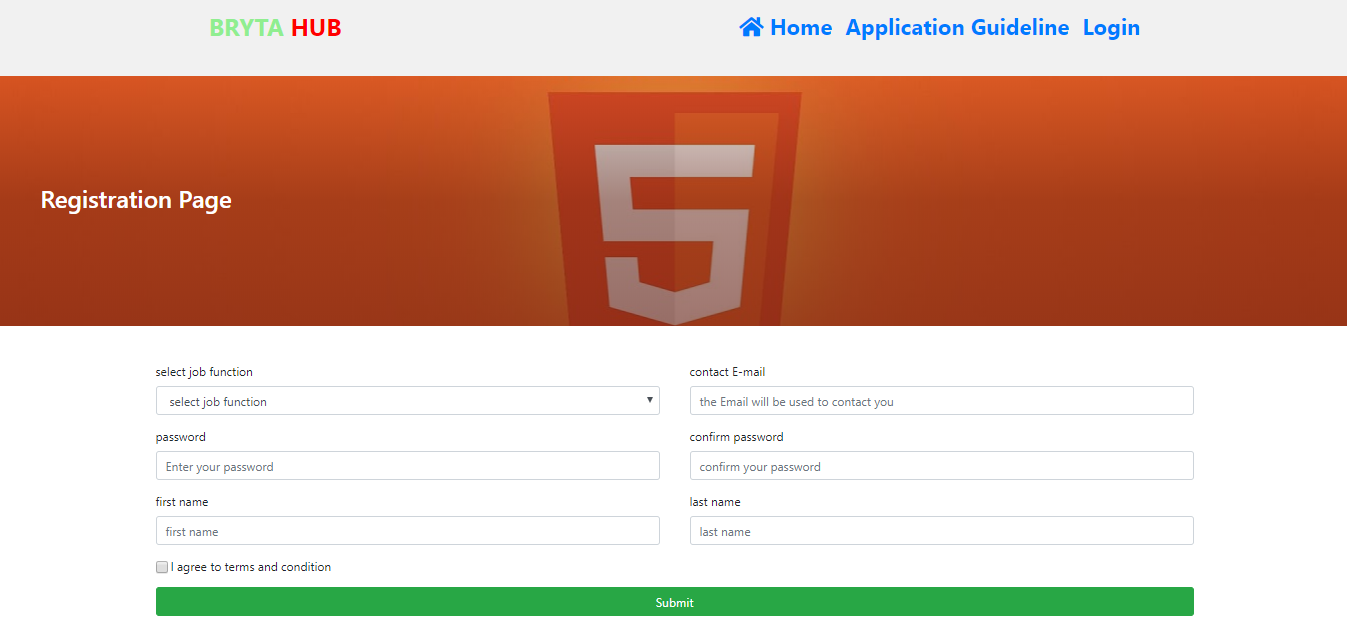 BRYTA HUB
Home Application Guideline Login
5
Registration Page
select job function contact E-mail
select job function the Email will be used to contact you
password confirm password
Enter your password confirm your password
first name last name
first name last name
I agree to terms and condition
Submit